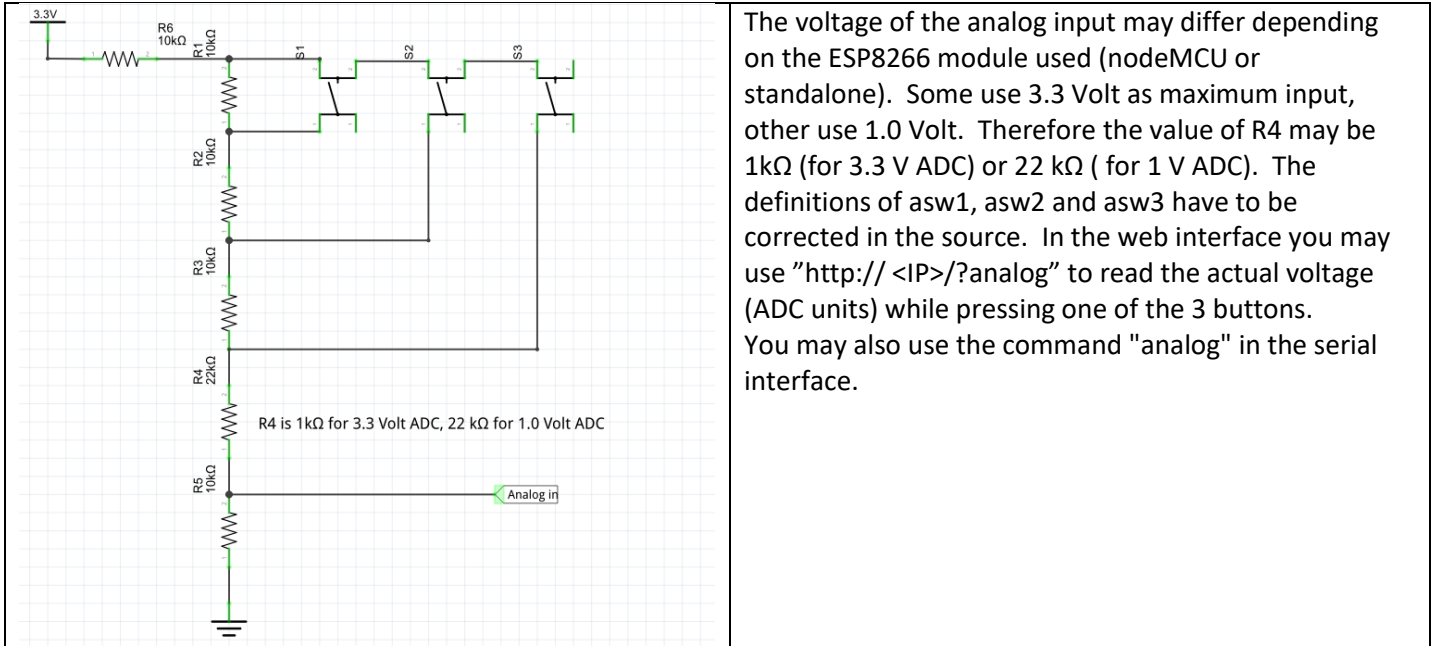 3.3V
R6
10kΩ
R1
10kΩ
S1
S2
S3
R2
10kΩ
R3
10kΩ
R4
22kΩ
R4 is 1kΩ for 3.3 Volt ADC, 22 kΩ for 1.0 Volt ADC
R5
10kΩ
Analog in
The voltage of the analog input may differ depending
on the ESP8266 module used (nodeMCU or
standalone).  Some use 3.3 Volt as maximum input,
other use 1.0 Volt.  Therefore the value of R4 may be
1kΩ (for 3.3 V ADC) or 22 kΩ ( for 1 V ADC).  The
definitions of asw1, asw2 and asw3 have to be
corrected in the source.  In the web interface you may
use ”http:// <IP>/?analog” to read the actual voltage
(ADC units) while pressing one of the 3 buttons.
You may also use the command "analog" in the serial
interface.